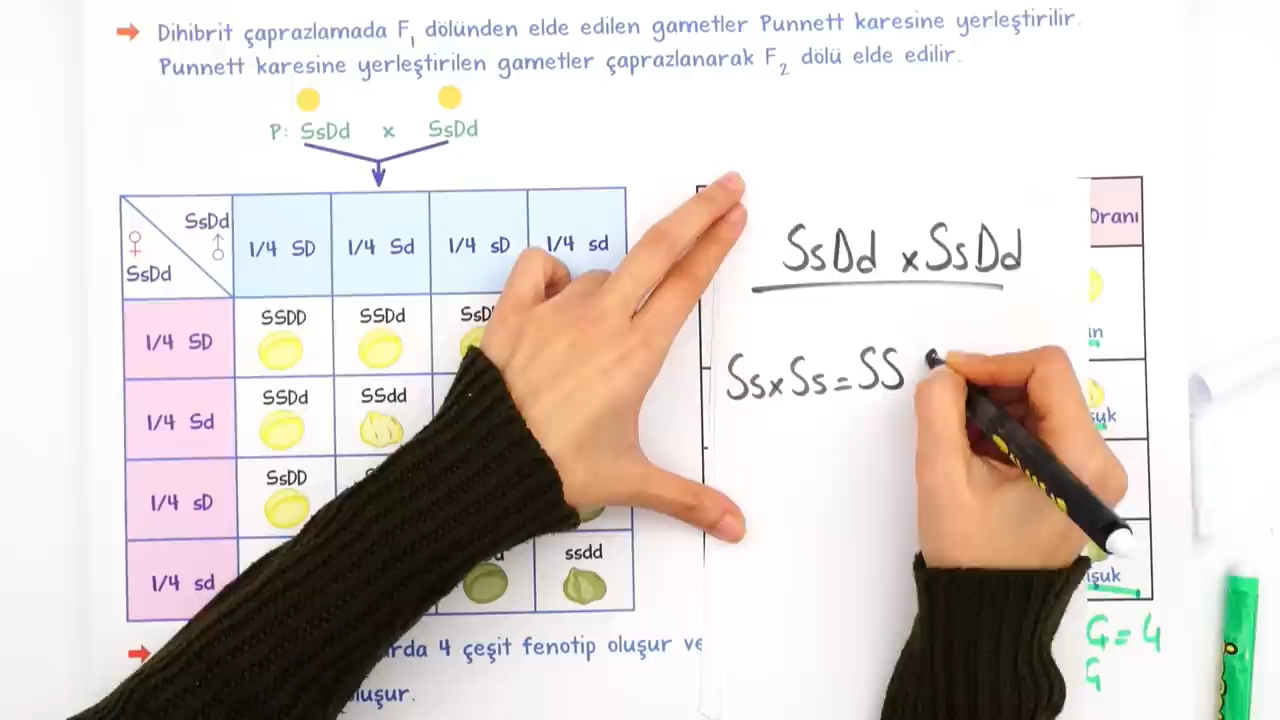 Dihibrit çaprazlamada F₁ dölünden elde edilen gametler Punnett karesine yerleştirilir.
Punnett karesine yerleştirilen gametler çaprazlanarak F₂ dölü elde edilir.
P: SsDd x SsDd
SsDd ♂
♀ SsDd
1/4 SD 1/4 Sd 1/4 sD 1/4 sd
1/4 SD SSDD SSDd
1/4 Sd SSDd SSdd
1/4 sD SsDD
1/4 sd ssdd
4 çeşit fenotip oluşur
Oranı
SsDd x SsDd
Ss x Ss = SS
G = 4
G